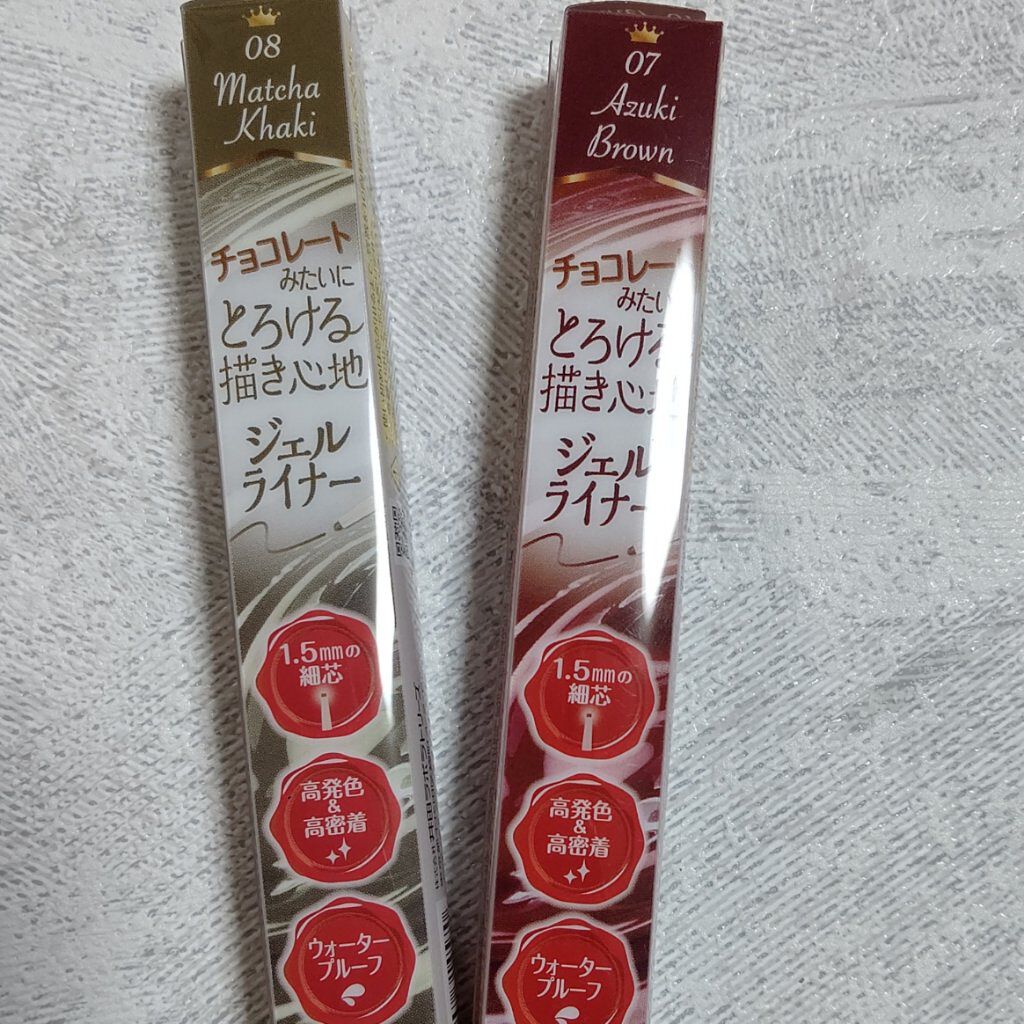 08
Matcha
Khaki
チョコレート
みたいに
とろける
描き心地
ジェル
ライナー
1.5mmの
細芯
高発色
&
高密着
ウォーター
プルーフ
07
Azuki
Brown
チョコレー
みたい
とろける
描き心地
ジェル
ライナー
1.5mmの
細芯
高発色
&
高密着
ウォーター
プルーフ